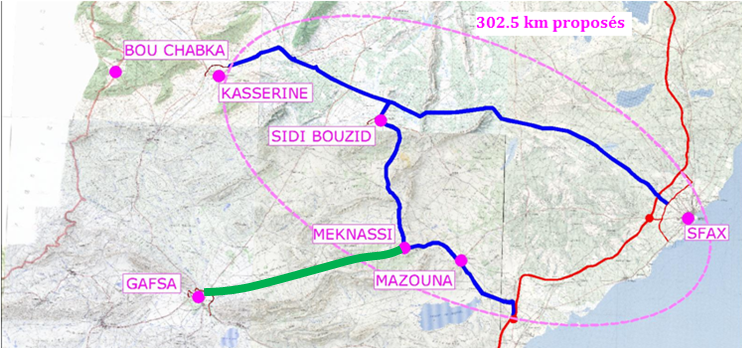 302.5 km proposés
BOU CHABKA
KASSERINE
SIDI BOUZID
MEKNASSI
SFAX
GAFSA
MAZOUNA